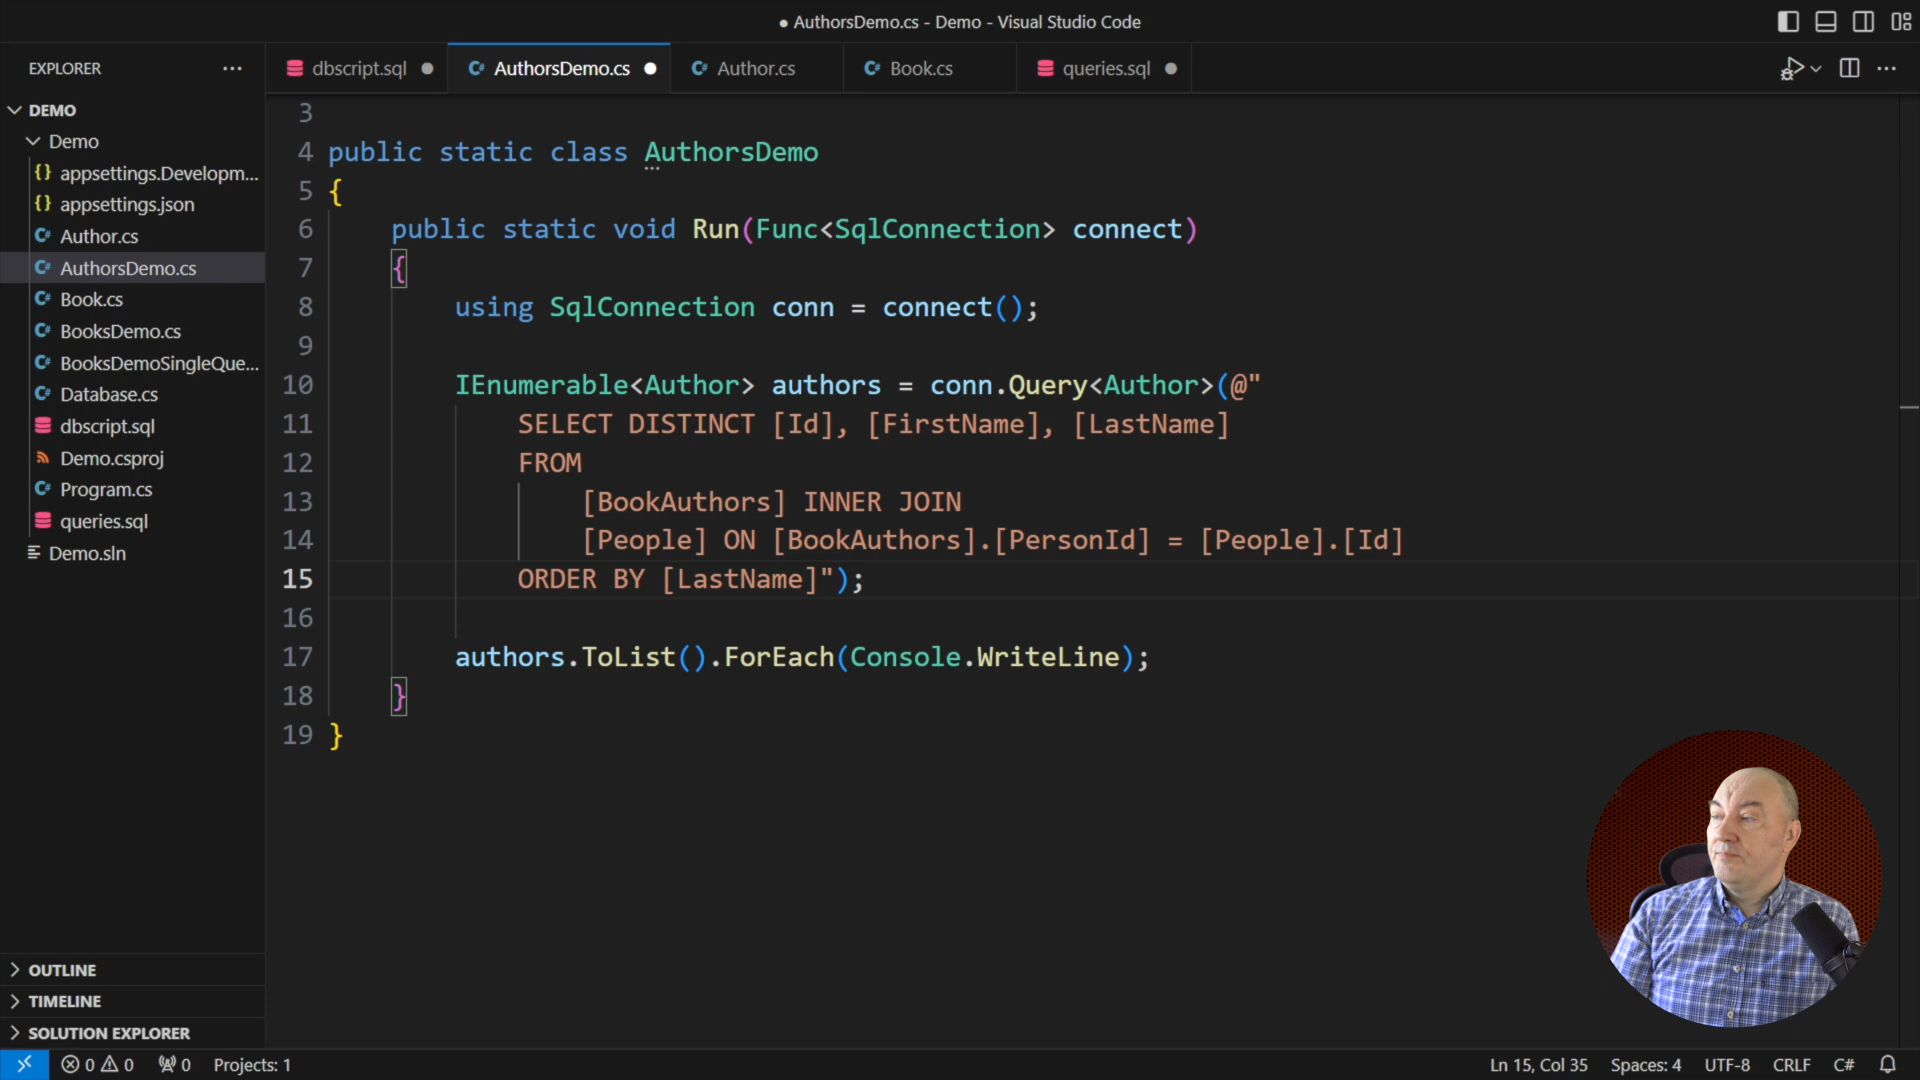 ● AuthorsDemo.cs - Demo - Visual Studio Code
EXPLORER
dbscript.sql
AuthorsDemo.cs
Author.cs
Book.cs
queries.sql
DEMO
Demo
appsettings.Developm...
appsettings.json
Author.cs
AuthorsDemo.cs
Book.cs
BooksDemo.cs
BooksDemoSingleQue...
Database.cs
dbscript.sql
Demo.csproj
Program.cs
queries.sql
Demo.sln
OUTLINE
TIMELINE
SOLUTION EXPLORER
3
4 public static class AuthorsDemo
5 {
6 public static void Run(Func<SqlConnection> connect)
7 {
8 using SqlConnection conn = connect();
9
10 IEnumerable<Author> authors = conn.Query<Author>(@"
11 SELECT DISTINCT [Id], [FirstName], [LastName]
12 FROM
13 [BookAuthors] INNER JOIN
14 [People] ON [BookAuthors].[PersonId] = [People].[Id]
15 ORDER BY [LastName]");
16
17 authors.ToList().ForEach(Console.WriteLine);
18 }
19 }
0 0 0 Projects: 1 Ln 15, Col 35 Spaces: 4 UTF-8 CRLF C#